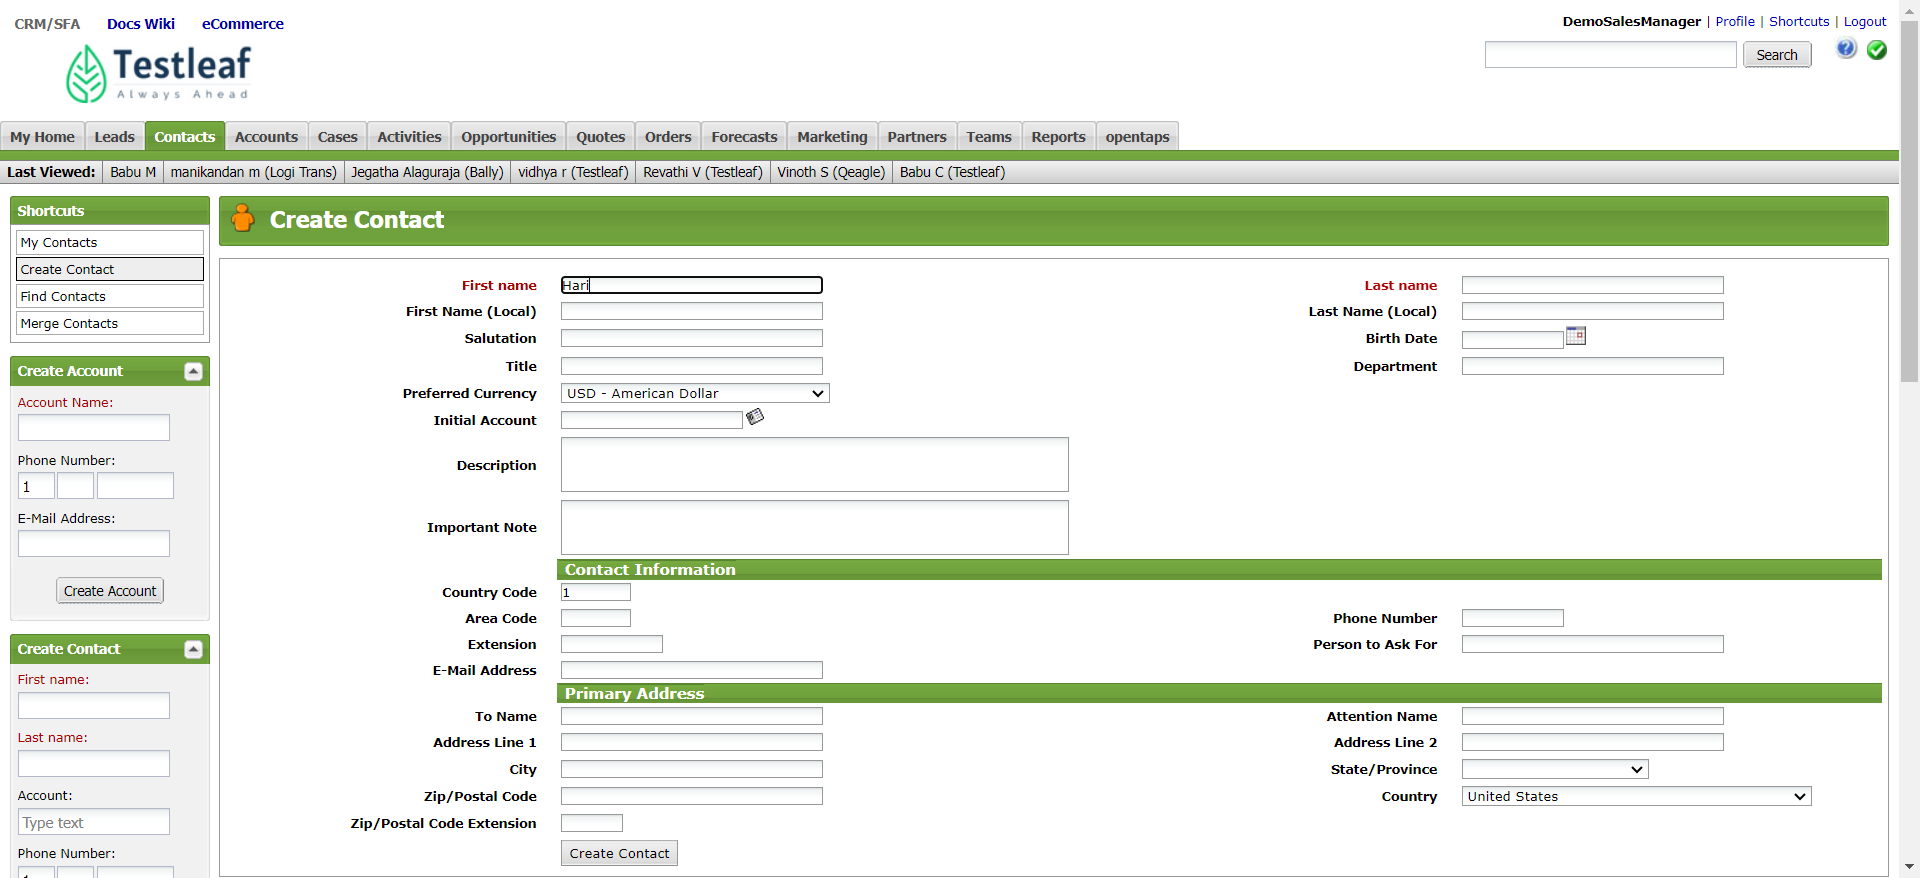 CRM/SFA Docs Wiki eCommerce
DemoSalesManager | Profile | Shortcuts | Logout
Testleaf
Always Ahead
Search
My Home Leads Contacts Accounts Cases Activities Opportunities Quotes Orders Forecasts Marketing Partners Teams Reports opentaps
Last Viewed: Babu M manikandan m (Logi Trans) Jegatha Alaguraja (Bally) vidhya r (Testleaf) Revathi V (Testleaf) Vinoth S (Qeagle) Babu C (Testleaf)
Shortcuts
My Contacts
Create Contact
Find Contacts
Merge Contacts
Create Account
Account Name:
Phone Number:
1
E-Mail Address:
Create Account
Create Contact
First name:
Last name:
Account:
Type text
Phone Number:
Create Contact
First name Hari Last name
First Name (Local) Last Name (Local)
Salutation Birth Date
Title Department
Preferred Currency USD - American Dollar
Initial Account
Description
Important Note
Contact Information
Country Code 1
Area Code Phone Number
Extension Person to Ask For
E-Mail Address
Primary Address
To Name Attention Name
Address Line 1 Address Line 2
City State/Province
Zip/Postal Code Country United States
Zip/Postal Code Extension
Create Contact